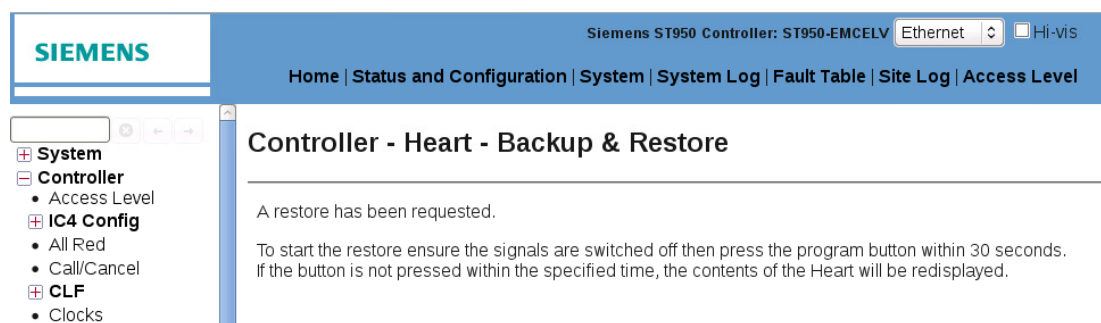 SIEMENS
Siemens ST950 Controller: ST950-EMCELV Ethernet Hi-vis
Home | Status and Configuration | System | System Log | Fault Table | Site Log | Access Level
System
Controller
Access Level
IC4 Config
All Red
Call/Cancel
CLF
Clocks
Controller - Heart - Backup & Restore
A restore has been requested.
To start the restore ensure the signals are switched off then press the program button within 30 seconds.
If the button is not pressed within the specified time, the contents of the Heart will be redisplayed.